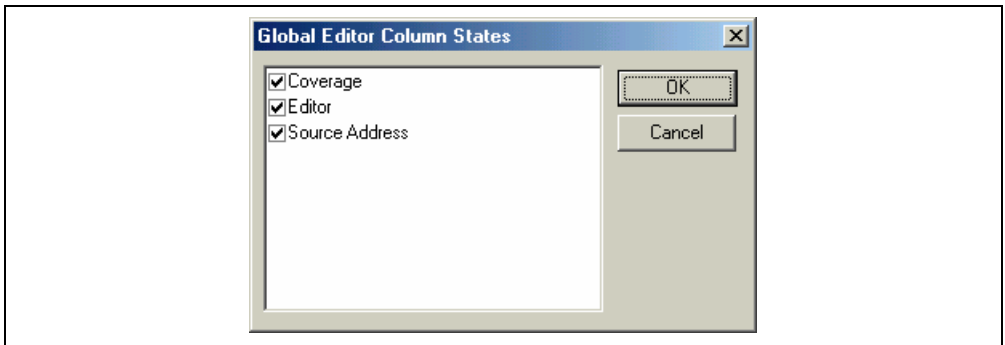 Global Editor Column States
Coverage
OK
Editor
Source Address
Cancel